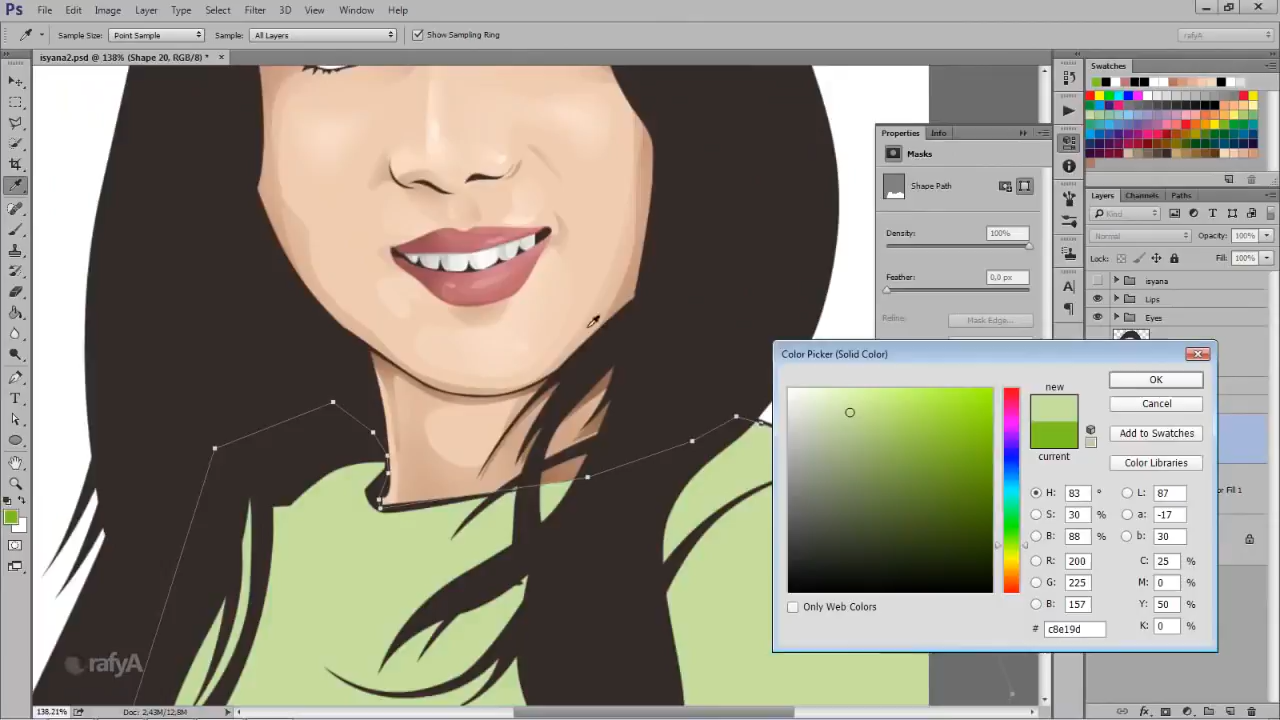 Ps File Edit Image Layer Type Select Filter 3D View Window Help
Sample Size: Point Sample Sample: All Layers Show Sampling Ring rafyA
isyana2.psd @ 138% (Shape 20, RGB/8) * ×
Swatches
Properties Info
Masks
Shape Path
Density: 100%
Feather: 0,0 px
Refine:
Mask Edge...
Layers Channels Paths
Kind
Normal Opacity: 100%
Lock: Fill: 100%
isyana
Lips
Eyes
or Fill 1
Color Picker (Solid Color)
new
current
OK
Cancel
Add to Swatches
Color Libraries
H: 83 ° L: 87
S: 30 % a: -17
B: 88 % b: 30
R: 200 C: 25 %
G: 225 M: 0 %
B: 157 Y: 50 %
# c8e19d K: 0 %
Only Web Colors
rafyA
138.21% Doc: 2,43M/12,8M
fx